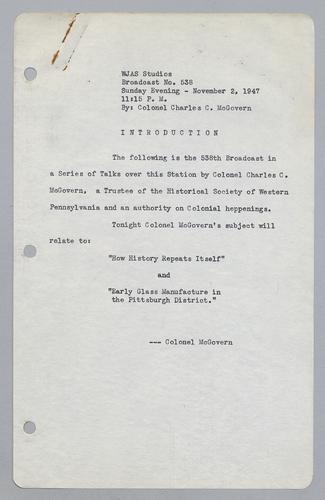 WJAS Studios
Broadcast No. 538
Sunday Evening - November 2, 1947
11:15 P. M.
By: Colonel Charles C. McGovern
I N T R O D U C T I O N
The following is the 538th Broadcast in
a Series of Talks over this Station by Colonel Charles C.
McGovern, a Trustee of the Historical Society of Western
Pennsylvania and an authority on Colonial heppenings.
Tonight Colonel McGovern's subject will
relate to:
"How History Repeats Itself"
and
"Early Glass Manufacture in
the Pittsburgh District."
--- Colonel McGovern